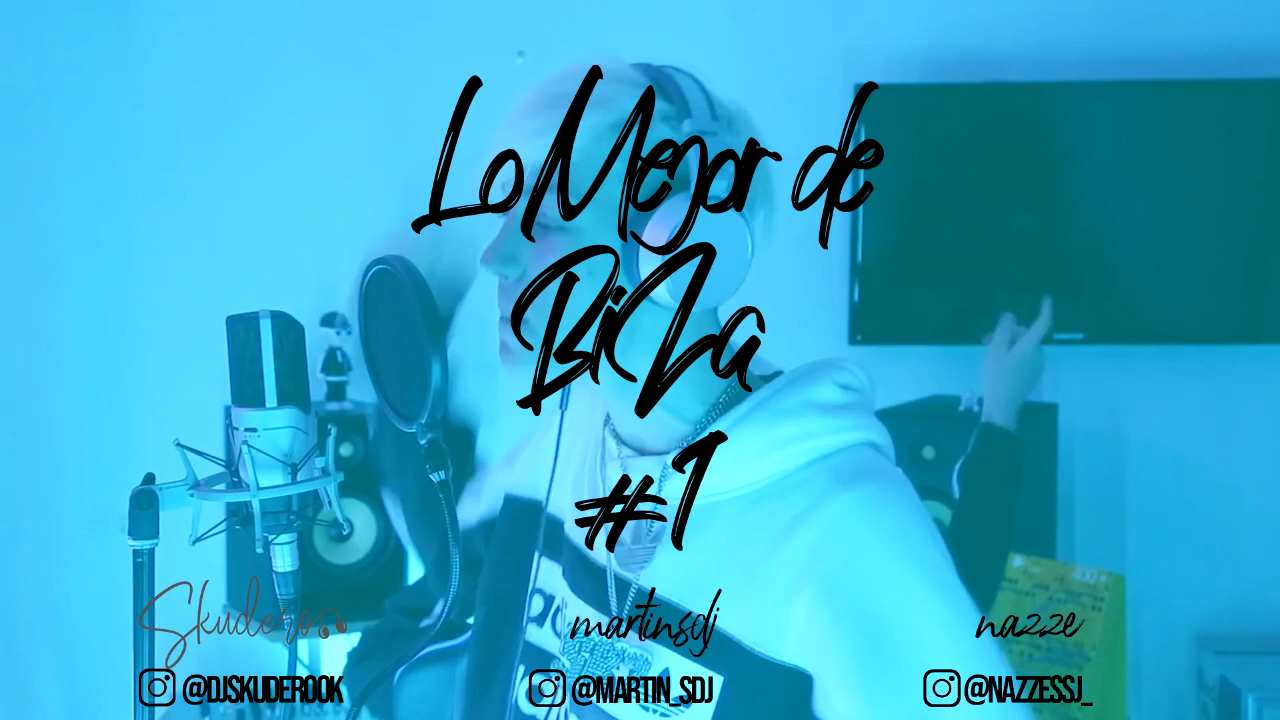 Lo Mejor de
BiZa
#1
Skudero
martinsdj
nazze
@DJSKUDEROOK
@MARTIN_SDJ
@NAZZESSJ_